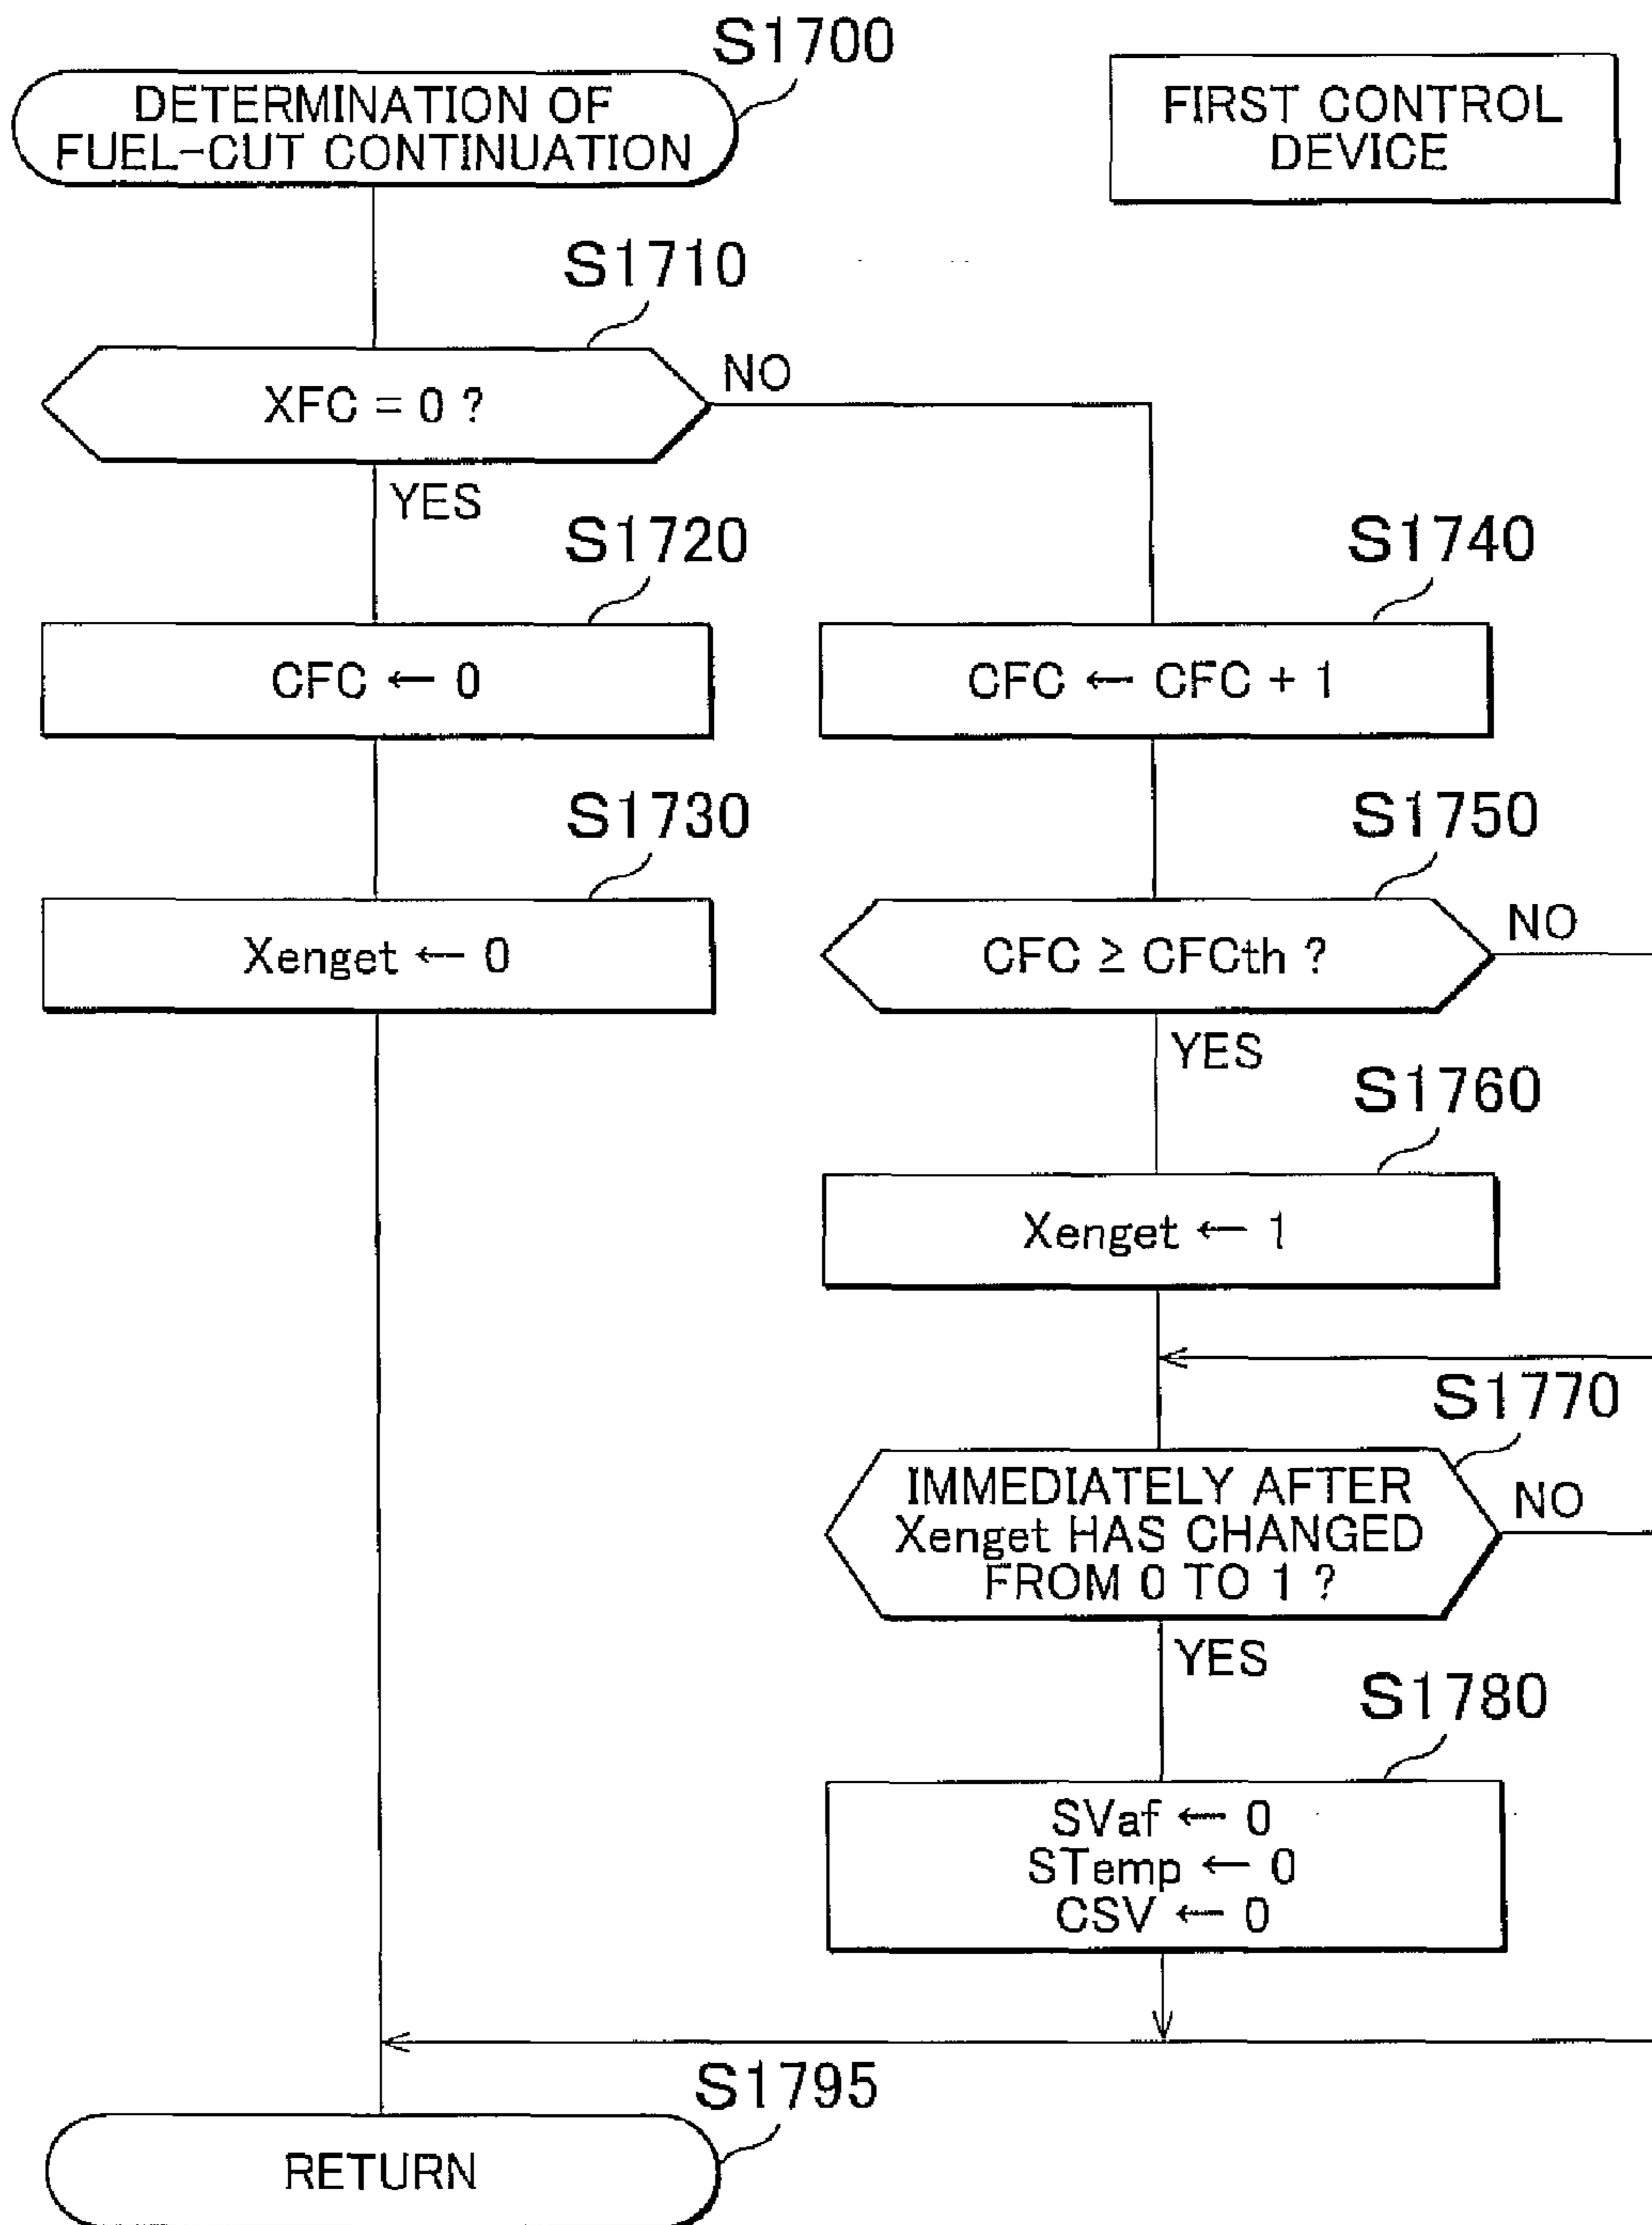 S1700
DETERMINATION OF
FUEL-CUT CONTINUATION
FIRST CONTROL
DEVICE
S1710
XFC = 0 ?
NO
YES
S1720
CFC ← 0
S1730
Xenget ← 0
S1740
CFC ← CFC + 1
S1750
CFC ≥ CFCth ?
NO
YES
S1760
Xenget ← 1
S1770
IMMEDIATELY AFTER
Xenget HAS CHANGED
FROM 0 TO 1 ?
NO
YES
S1780
SVaf ← 0
STemp ← 0
CSV ← 0
S1795
RETURN